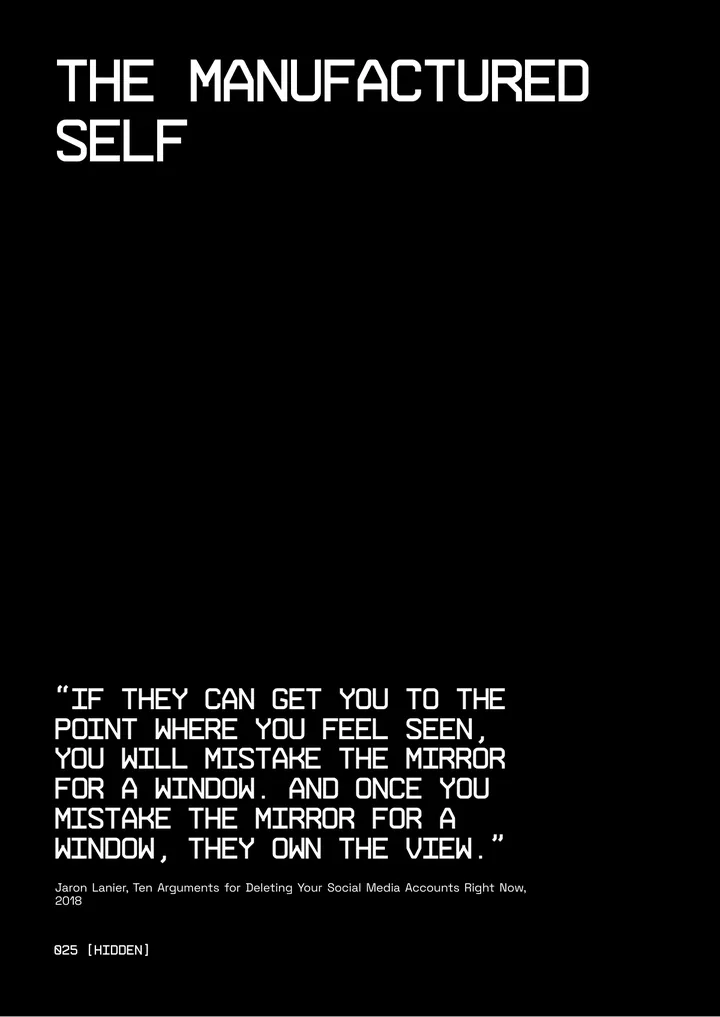 THE MANUFACTURED
SELF
“IF THEY CAN GET YOU TO THE
POINT WHERE YOU FEEL SEEN,
YOU WILL MISTAKE THE MIRROR
FOR A WINDOW. AND ONCE YOU
MISTAKE THE MIRROR FOR A
WINDOW, THEY OWN THE VIEW.”
Jaron Lanier, Ten Arguments for Deleting Your Social Media Accounts Right Now,
2018
025 [HIDDEN]